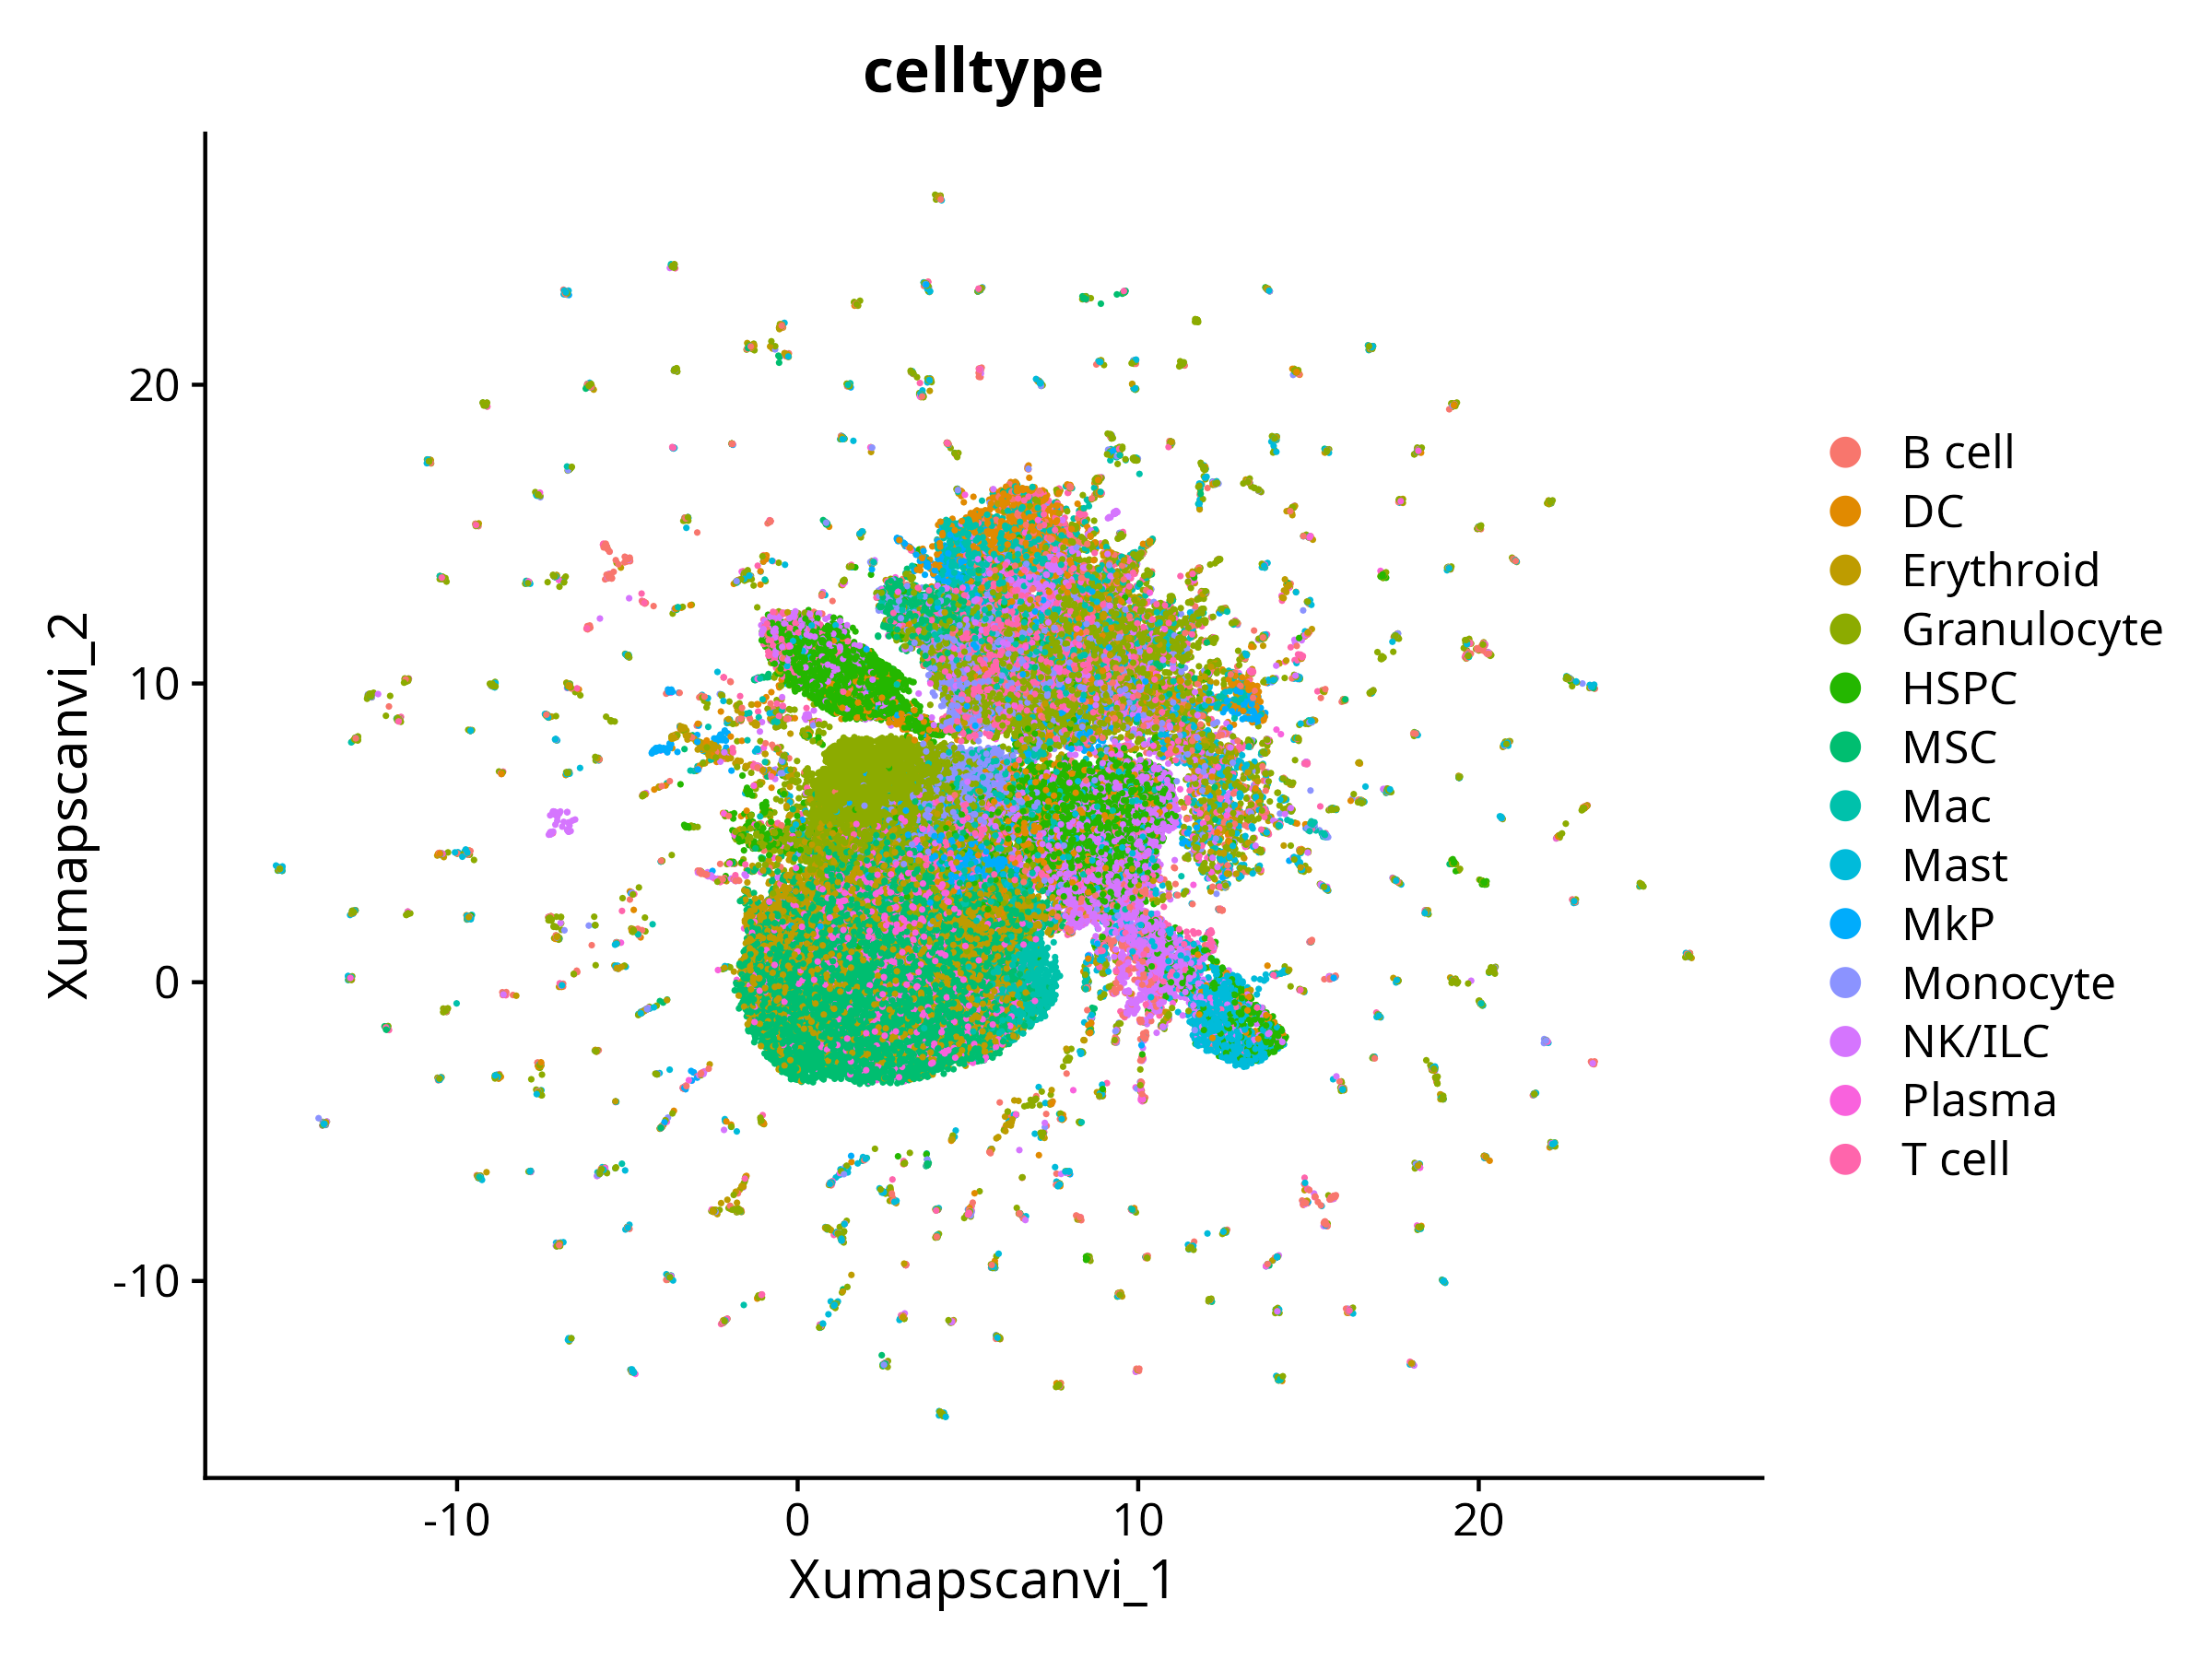 celltype
Xumapscanvi_2
20
10
0
-10
-10
0
10
20
Xumapscanvi_1
B cell
DC
Erythroid
Granulocyte
HSPC
MSC
Mac
Mast
MkP
Monocyte
NK/ILC
Plasma
T cell